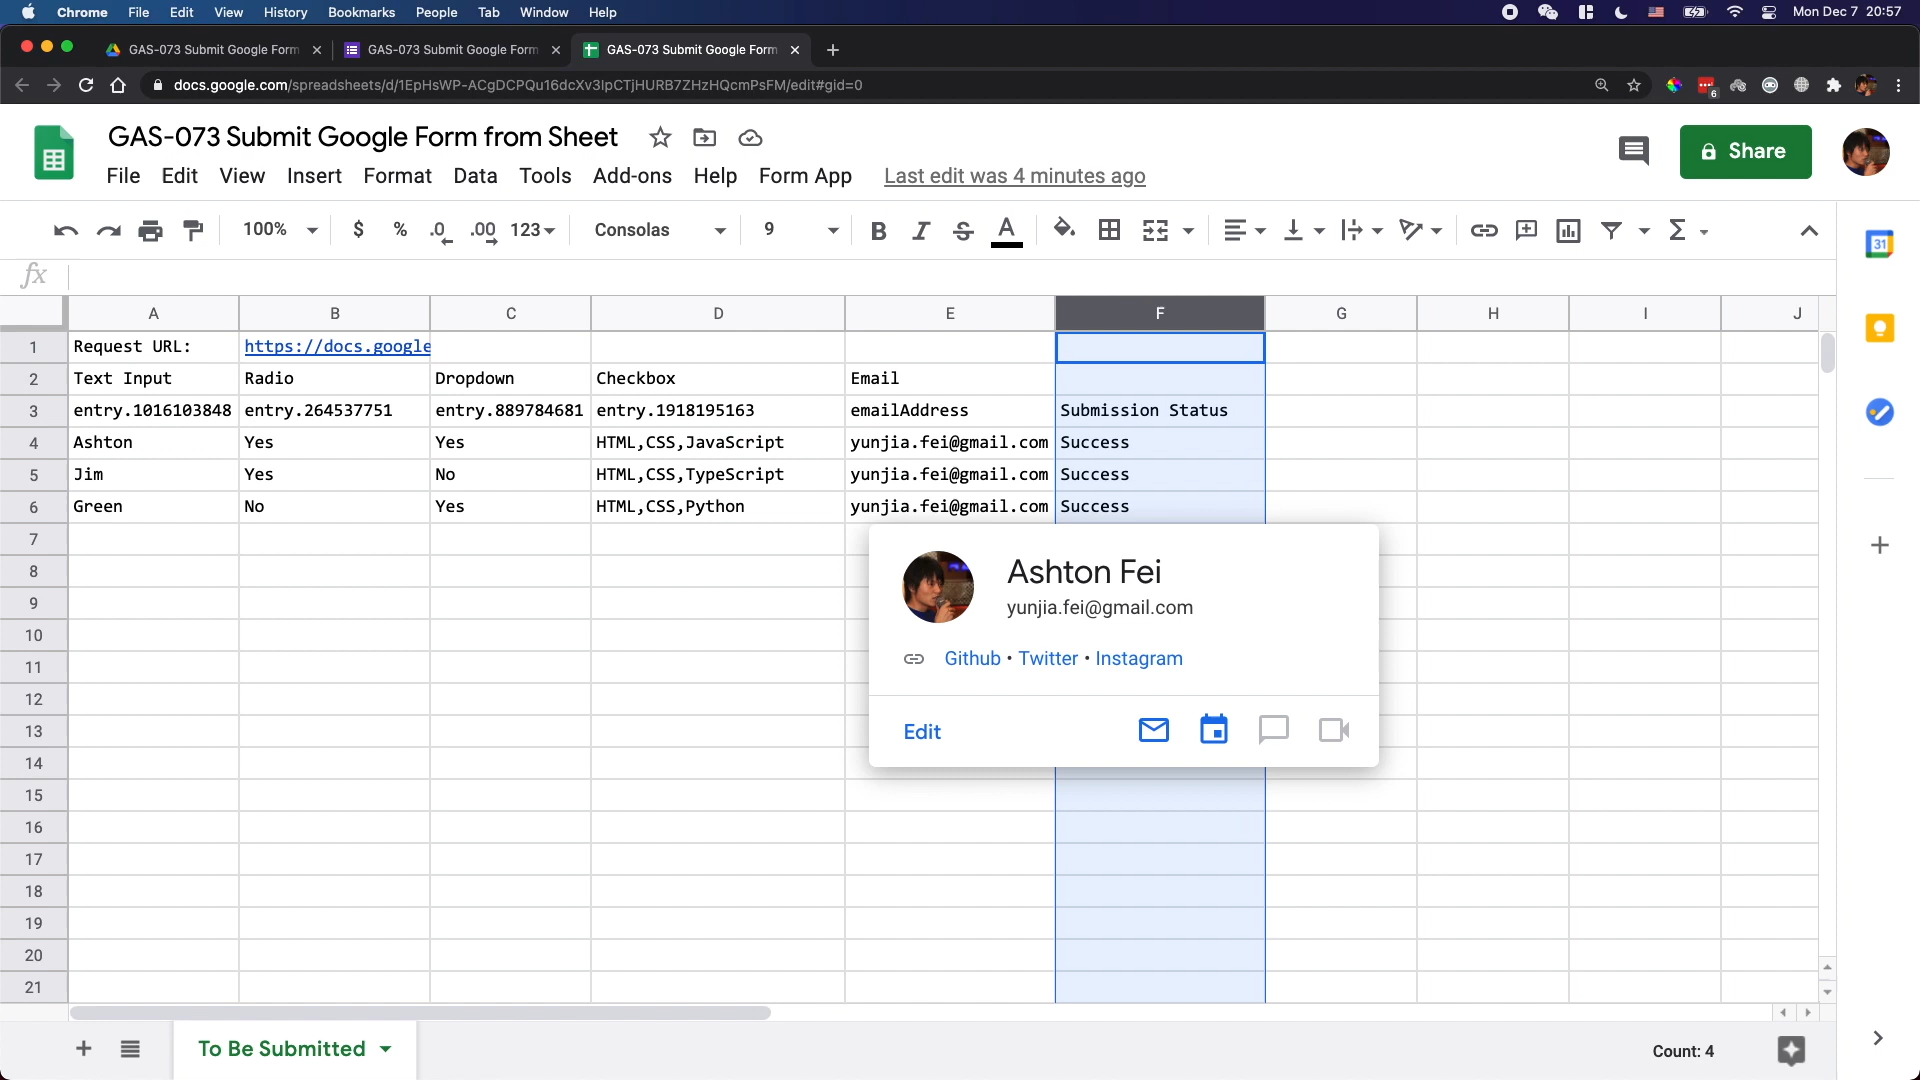 Chrome File Edit View History Bookmarks People Tab Window Help Mon Dec 7 20:57
GAS-073 Submit Google Form GAS-073 Submit Google Form GAS-073 Submit Google Form
docs.google.com/spreadsheets/d/1EpHsWP-ACgDCPQu16dcXv3IpCTjHURB7ZHzHQcmPsFM/edit#gid=0 6
GAS-073 Submit Google Form from Sheet
Share
File Edit View Insert Format Data Tools Add-ons Help Form App Last edit was 4 minutes ago
100% $ % .0 .00 123 Consolas 9 B I S A Σ
31
fx
A B C D E F G H I J
1 Request URL: https://docs.google
2 Text Input Radio Dropdown Checkbox Email
3 entry.1016103848 entry.264537751 entry.889784681 entry.1918195163 emailAddress Submission Status
4 Ashton Yes Yes HTML,CSS,JavaScript yunjia.fei@gmail.com Success
5 Jim Yes No HTML,CSS,TypeScript yunjia.fei@gmail.com Success
6 Green No Yes HTML,CSS,Python yunjia.fei@gmail.com Success
7
8
9
10
11
12
13
14
15
16
17
18
19
20
21
Ashton Fei
yunjia.fei@gmail.com
Github • Twitter • Instagram
Edit
To Be Submitted
Count: 4